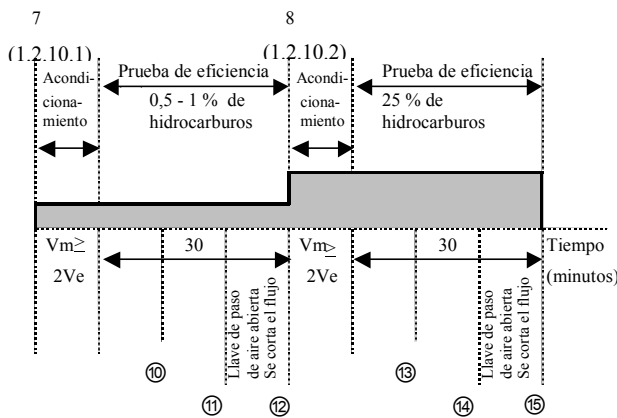 7
8
(1.2.10.1)
(1.2.10.2)
Acondi-
ciona-
miento
Prueba de eficiencia
0,5 - 1 % de
hidrocarburos
Acondi-
ciona-
miento
Prueba de eficiencia
25 % de
hidrocarburos
Vm≥
2Ve
30
Vm≥
2Ve
30
Tiempo
(minutos)
Llave de paso
de aire abierta
Se corta el flujo
Llave de paso
de aire abierta
Se corta el flujo
⑩
⑪
⑫
⑬
⑭
⑮